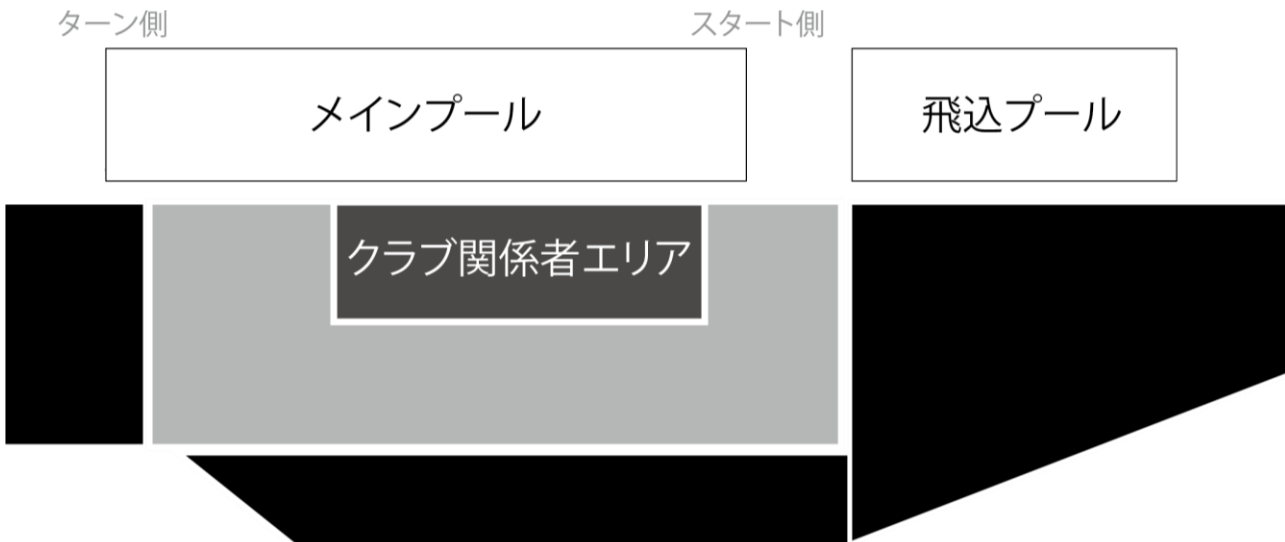 ターン側
スタート側
メインプール
飛込プール
クラブ関係者エリア